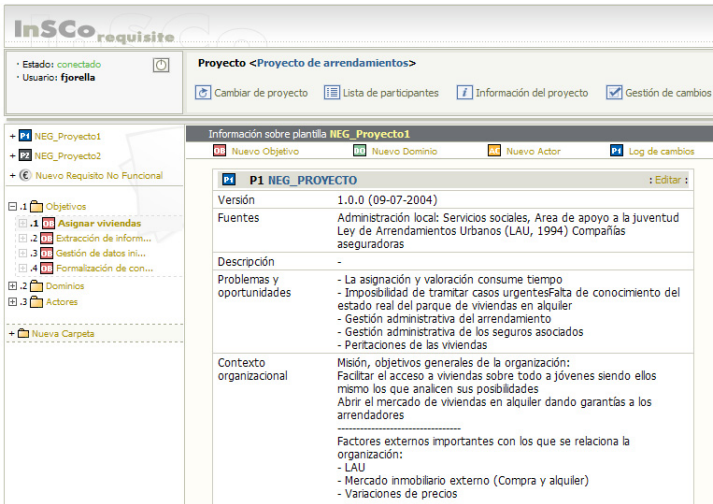 InSCo requisite
· Estado: conectado
· Usuario: fjorella
Proyecto <Proyecto de arrendamientos>
Cambiar de proyecto
Lista de participantes
Información del proyecto
Gestión de cambios
+ P1 NEG_Proyecto1
+ P2 NEG_Proyecto2
+ € Nuevo Requisito No Funcional
.1 Objetivos
.1 OB Asignar viviendas
.2 OB Extracción de inform...
.3 OB Gestión de datos ini...
.4 OB Formalización de con...
.2 Dominios
.3 Actores
+ Nueva Carpeta
Información sobre plantilla NEG_Proyecto1
OB Nuevo Objetivo
DO Nuevo Dominio
AC Nuevo Actor
P1 Log de cambios
P1 P1 NEG_PROYECTO : Editar :
Versión 1.0.0 (09-07-2004)
Fuentes Administración local: Servicios sociales, Area de apoyo a la juventud
Ley de Arrendamientos Urbanos (LAU, 1994) Compañías
aseguradoras
Descripción -
Problemas y - La asignación y valoración consume tiempo
oportunidades - Imposibilidad de tramitar casos urgentesFalta de conocimiento del
estado real del parque de viviendas en alquiler
- Gestión administrativa del arrendamiento
- Gestión administrativa de los seguros asociados
- Peritaciones de las viviendas
Contexto Misión, objetivos generales de la organización:
organizacional Facilitar el acceso a viviendas sobre todo a jóvenes siendo ellos
mismo los que analicen sus posibilidades
Abrir el mercado de viviendas en alquiler dando garantías a los
arrendadores
---------------------------------
Factores externos importantes con los que se relaciona la
organización:
- LAU
- Mercado inmobiliario externo (Compra y alquiler)
- Variaciones de precios